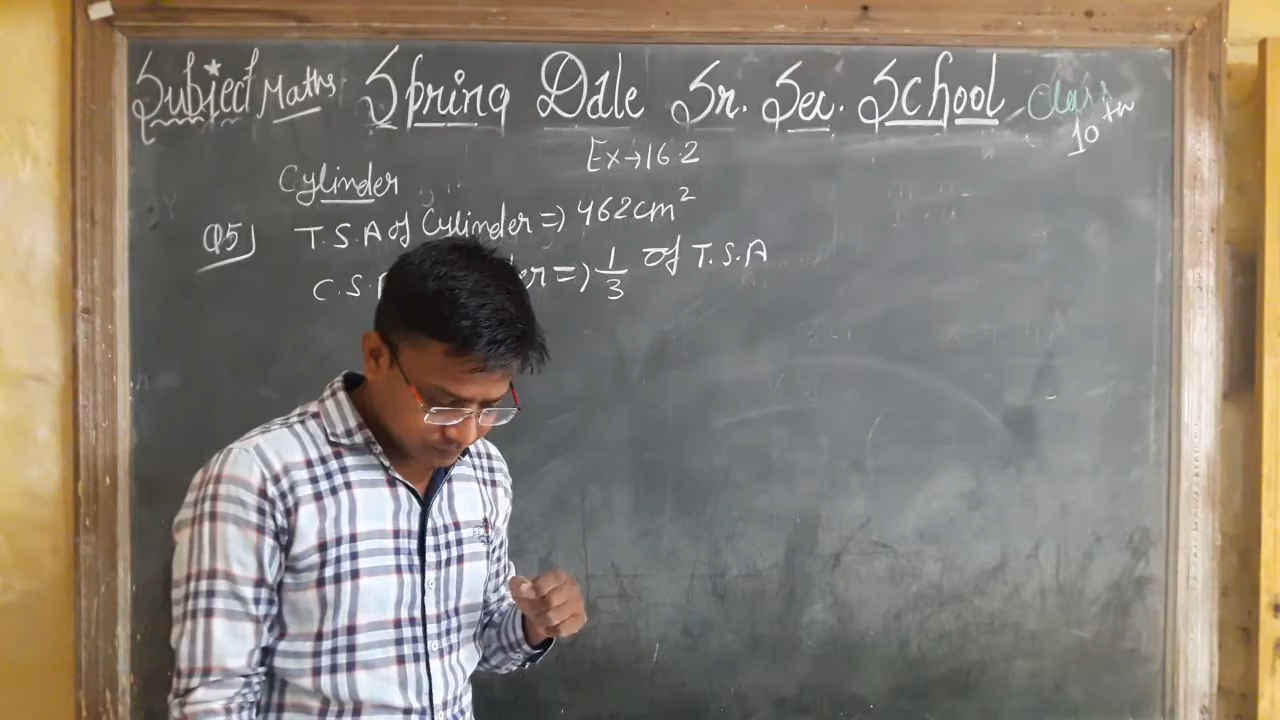 Subject Maths Spring Dale Sr. Sec. School Class 10th
Ex→16.2
Cylinder
Q5) T.S.A of Cylinder => 462cm²
C.S. => 1/3 of T.S.A